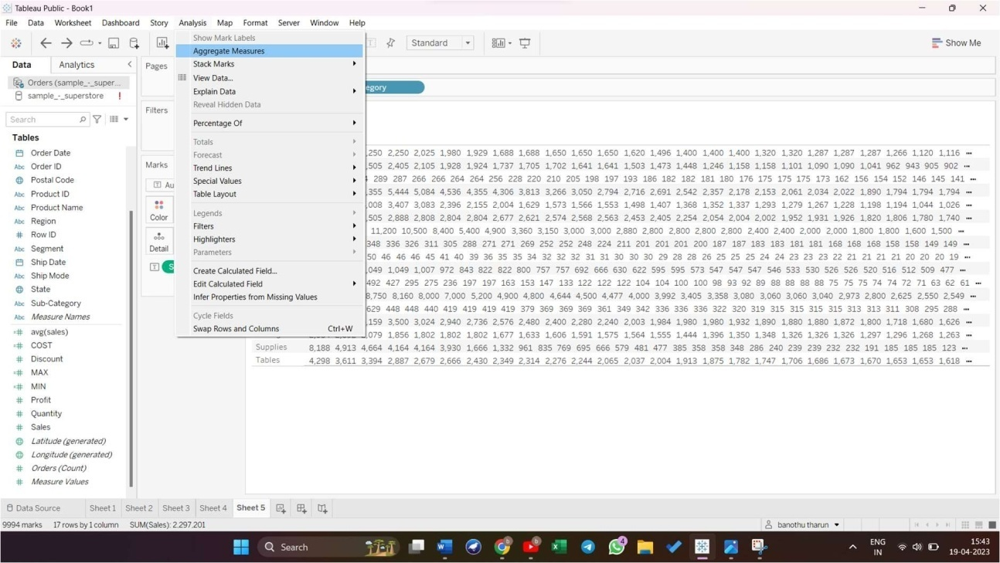 Tableau Public - Book1
File Data Worksheet Dashboard Story Analysis Map Format Server Window Help
Standard
Show Me
Data Analytics
Orders (sample_-_super...
sample_-_superstore !
Search
Tables
Order Date
Abc Order ID
Postal Code
Abc Product ID
Abc Product Name
Abc Region
# Row ID
Abc Segment
Ship Date
Abc Ship Mode
State
Abc Sub-Category
Abc Measure Names
=# avg(sales)
=# COST
# Discount
=# MAX
=# MIN
# Profit
# Quantity
# Sales
Latitude (generated)
Longitude (generated)
# Orders (Count)
# Measure Values
Pages
Filters
Marks
T Au
Color
Detail
T S
Show Mark Labels
Aggregate Measures
Stack Marks
View Data...
Explain Data
Reveal Hidden Data
Percentage Of
Totals
Forecast
Trend Lines
Special Values
Table Layout
Legends
Filters
Highlighters
Parameters
Create Calculated Field...
Edit Calculated Field
Infer Properties from Missing Values
Cycle Fields
Swap Rows and Columns Ctrl+W
egory
,250 2,250 2,025 1,980 1,929 1,688 1,688 1,650 1,650 1,650 1,620 1,496 1,400 1,400 1,400 1,320 1,320 1,287 1,287 1,287 1,266 1,120 1,116 ...
,505 2,405 2,105 1,928 1,924 1,737 1,705 1,702 1,641 1,641 1,503 1,473 1,448 1,246 1,158 1,158 1,101 1,090 1,090 1,041 962 943 905 902 ...
289 287 266 266 264 264 256 228 220 210 205 198 197 193 186 182 182 181 180 176 175 175 175 173 162 156 154 152 146 145 141 ...
,355 5,444 5,084 4,536 4,355 4,306 3,813 3,266 3,050 2,794 2,716 2,691 2,542 2,357 2,178 2,153 2,061 2,034 2,022 1,890 1,794 1,794 1,794 ...
,008 3,407 3,083 2,396 2,155 2,004 1,629 1,573 1,566 1,553 1,498 1,407 1,368 1,352 1,337 1,293 1,279 1,267 1,228 1,198 1,194 1,044 1,026 ...
,505 2,888 2,808 2,804 2,804 2,677 2,621 2,574 2,568 2,563 2,453 2,405 2,254 2,054 2,004 2,002 1,952 1,931 1,926 1,820 1,806 1,780 1,740 ...
11,200 10,500 8,400 5,400 4,900 3,360 3,150 3,000 3,000 2,880 2,800 2,800 2,800 2,800 2,400 2,400 2,000 2,000 1,800 1,800 1,600 1,500 ...
348 336 326 311 305 288 271 271 269 252 252 248 224 211 201 201 201 200 187 187 183 183 181 181 168 168 168 158 158 149 149 ...
50 46 46 46 45 41 40 39 36 35 35 34 32 32 32 31 31 30 30 30 29 28 28 26 25 25 24 24 23 23 23 22 21 21 21 21 20 20 20 19 ...
,049 1,049 1,007 972 843 822 822 800 757 757 692 666 630 622 595 595 573 547 547 547 546 533 530 526 526 520 516 512 509 477 ...
492 427 295 275 236 197 197 163 153 147 133 122 122 122 104 104 100 100 98 93 92 89 88 88 88 75 75 75 74 74 72 71 63 62 61 ...
8,750 8,160 8,000 7,000 5,200 4,900 4,800 4,644 4,500 4,477 4,000 3,992 3,405 3,358 3,080 3,060 3,060 3,040 2,973 2,800 2,625 2,550 2,549 ...
629 448 448 440 419 419 419 369 369 361 349 342 336 336 336 322 320 319 315 315 315 315 313 313 311 308 295 288 ...
,159 3,500 3,024 2,940 2,736 2,576 2,480 2,400 2,280 2,240 2,003 1,984 1,980 1,980 1,932 1,890 1,880 1,880 1,872 1,800 1,718 1,680 1,626 ...
2,079 1,856 1,802 1,802 1,802 1,677 1,633 1,606 1,591 1,575 1,564 1,555 1,444 1,396 1,350 1,348 1,326 1,326 1,326 1,297 1,296 1,268 1,263 ...
Supplies 8,188 4,913 4,664 4,164 4,164 3,930 1,666 1,332 961 835 769 695 666 579 481 477 385 358 358 348 286 240 239 239 232 232 191 185 185 185 123 ...
Tables 4,298 3,611 3,394 2,887 2,679 2,666 2,430 2,349 2,314 2,276 2,244 2,065 2,037 2,004 1,913 1,875 1,782 1,747 1,706 1,686 1,673 1,670 1,653 1,653 1,618 ...
Data Source Sheet 1 Sheet 2 Sheet 3 Sheet 4 Sheet 5
9994 marks 17 rows by 1 column SUM(Sales): 2,297,201 banothu tharun
Search
ENG
IN
15:43
19-04-2023